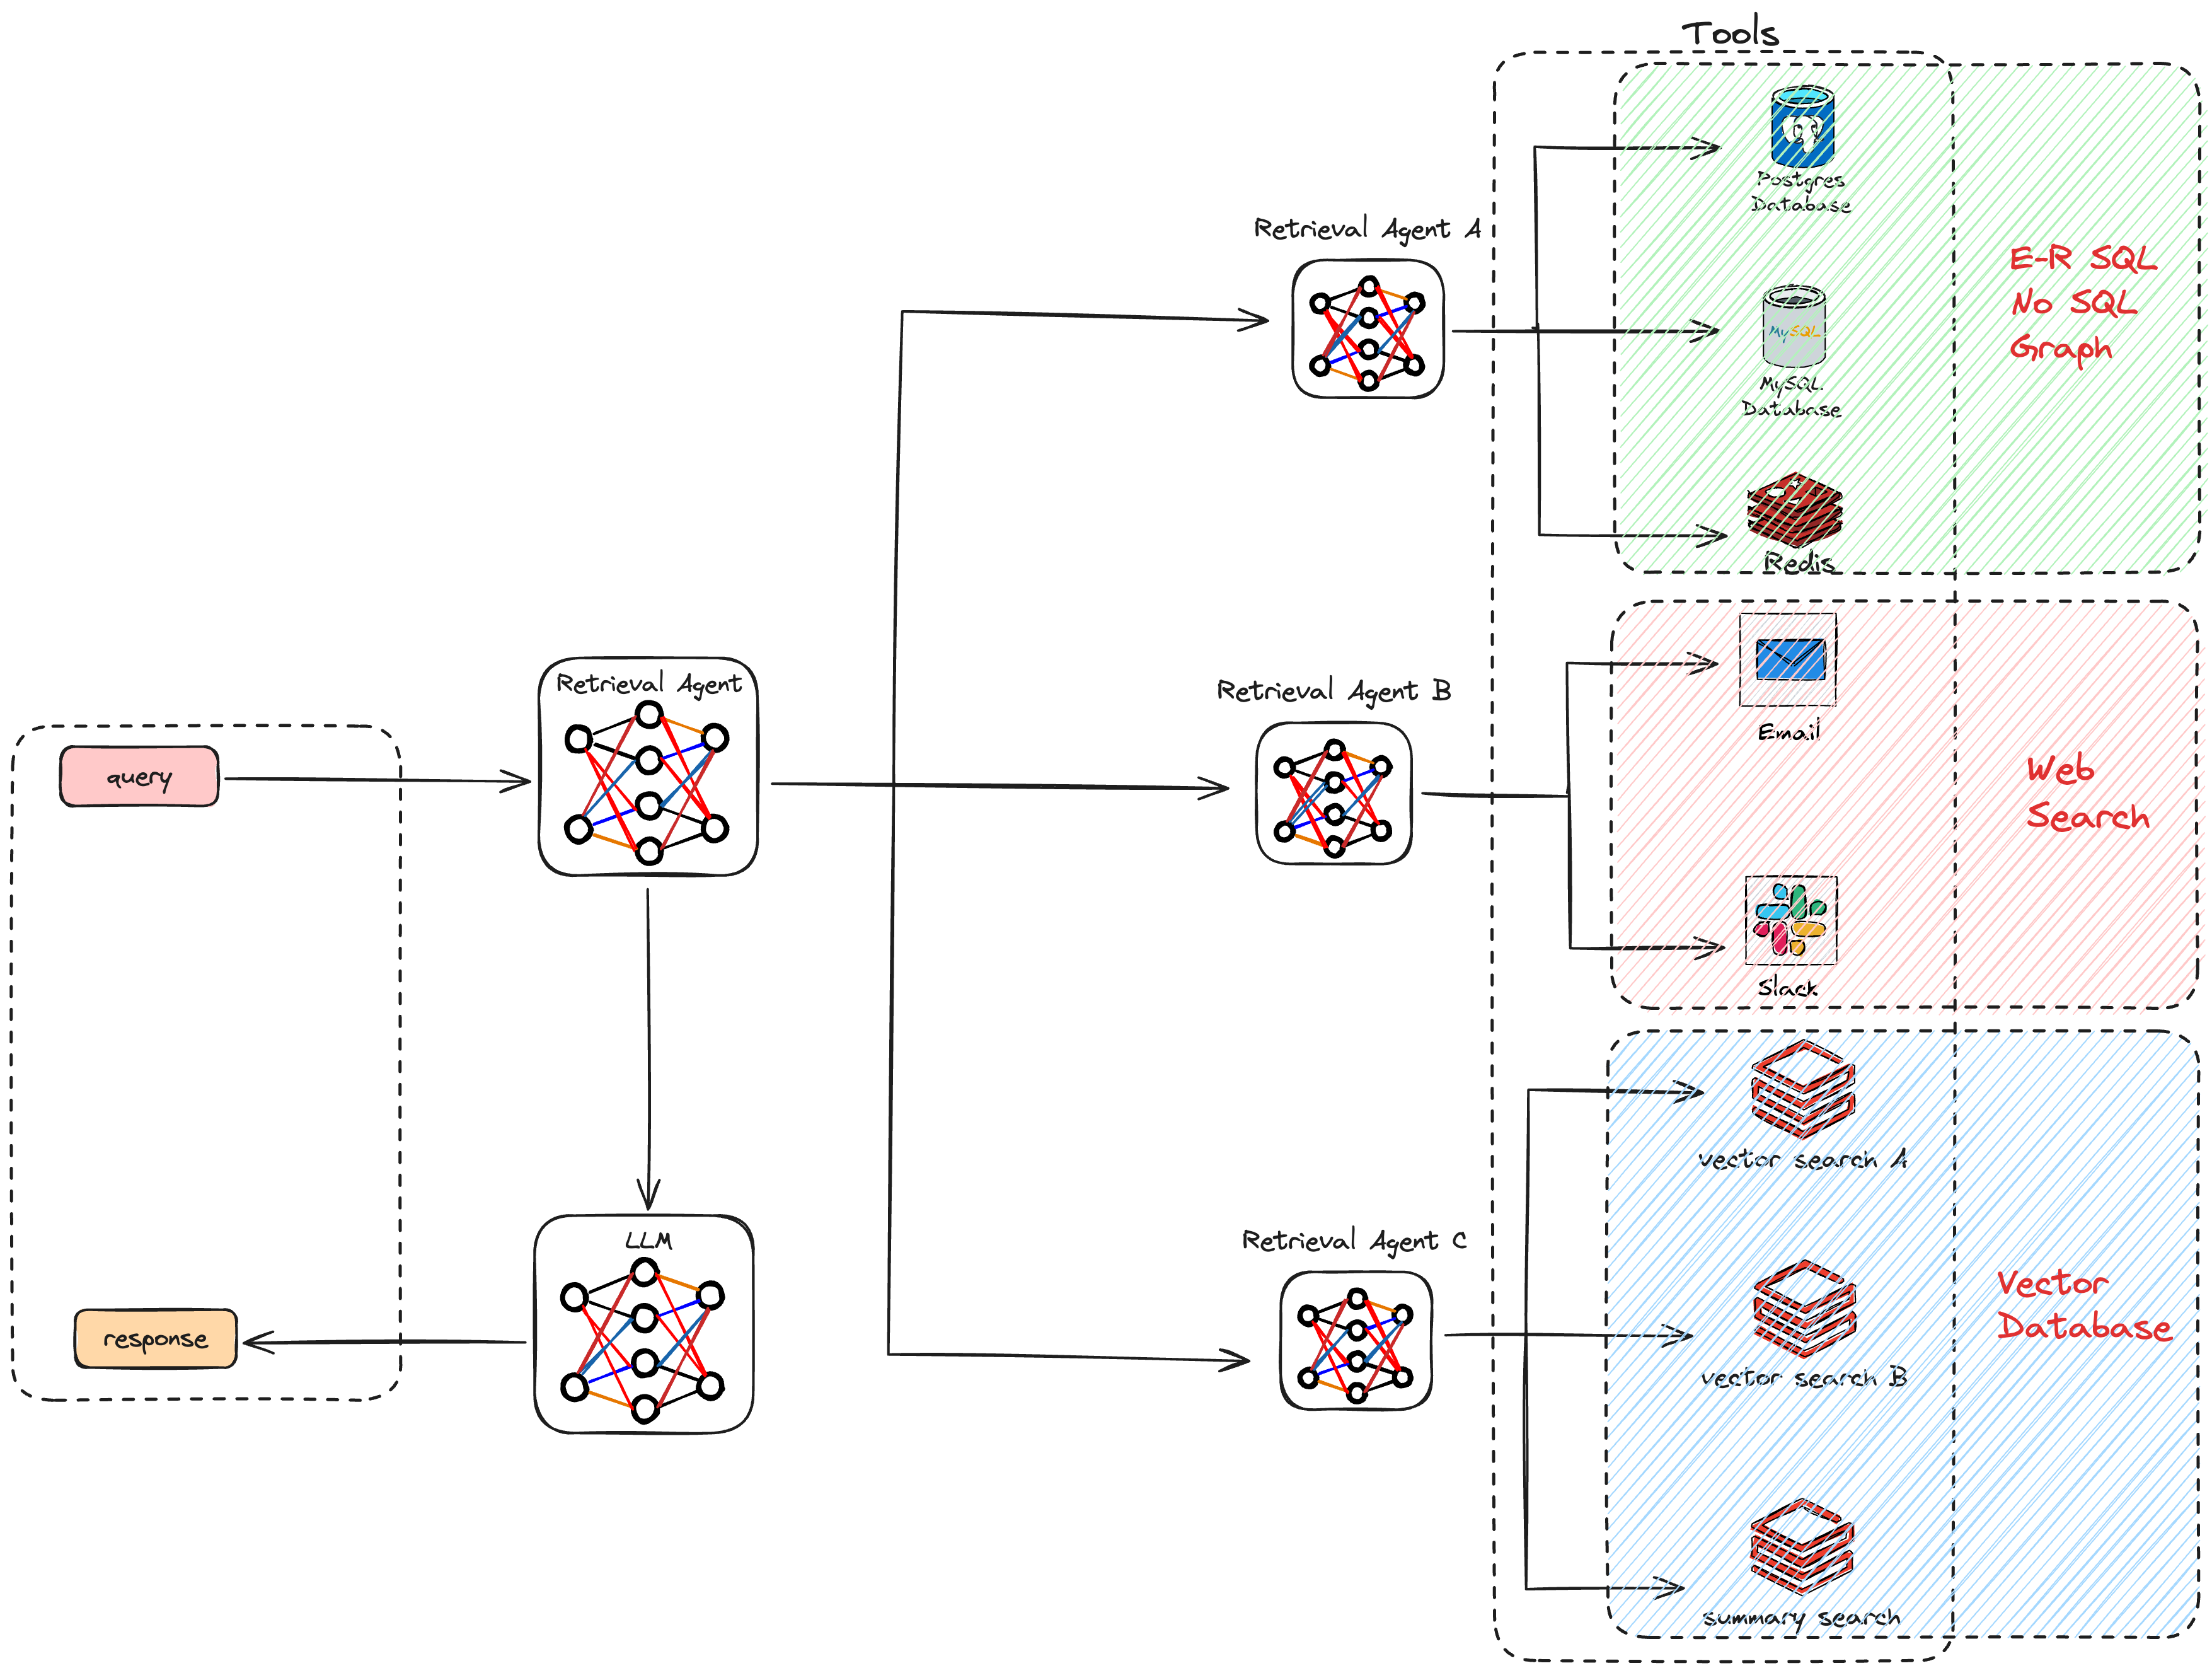 Tools
Postgres
Database
Retrieval Agent A
E-R SQL
No SQL
Graph
MySQL
MySQL.
Database
Redis
Retrieval Agent
Retrieval Agent B
Email
query
Web
Search
Slack
vector search A
LLM
Retrieval Agent C
Vector
Database
response
vector search B
summary search